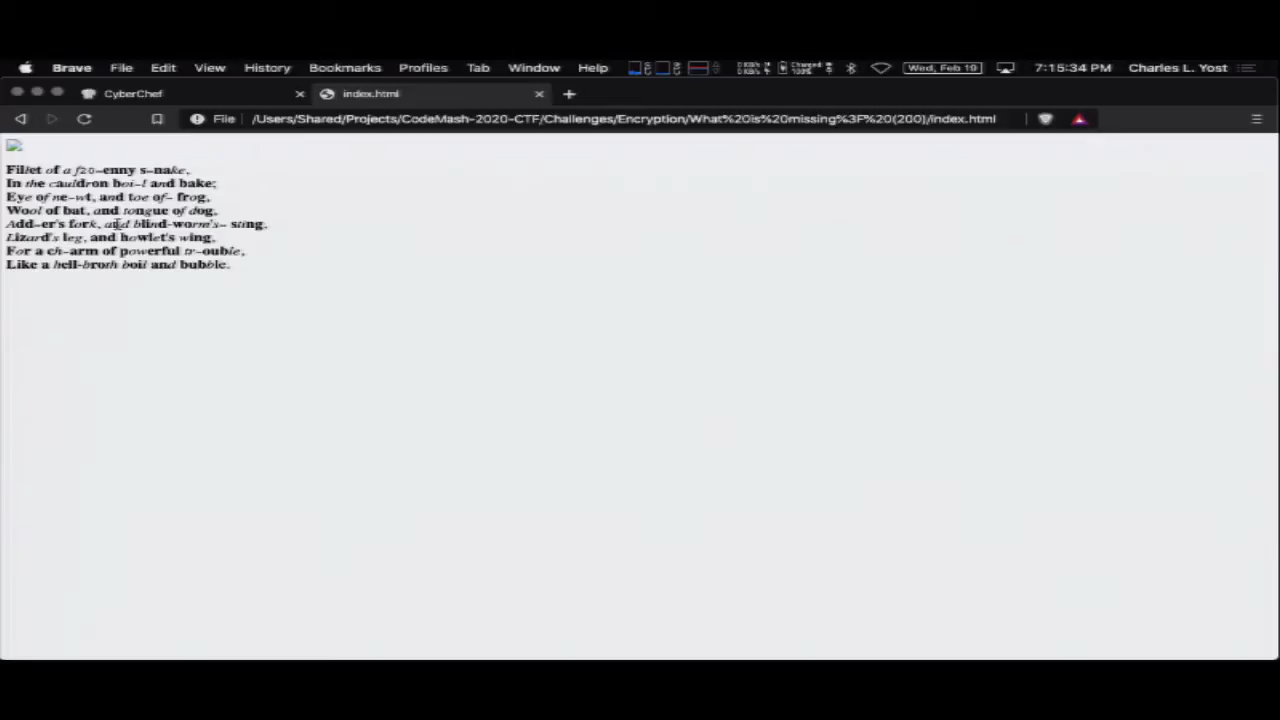 Brave File Edit View History Bookmarks Profiles Tab Window Help Wed, Feb 19 7:15:34 PM Charles L. Yost
CyberChef index.html
File /Users/Shared/Projects/CodeMash-2020-CTF/Challenges/Encryption/What%20is%20missing%3F%20(200)/index.html
Fillet of a f20-enny s-nake,
In the cauldron boi-l and bake;
Eye of ne-wt, and toe of- frog,
Wool of bat, and tongue of dog,
Add-er's fork, and blind-worm's- sting,
Lizard's leg, and howlet's wing,
For a ch-arm of powerful tr-ouble,
Like a hell-broth boil and bubble.